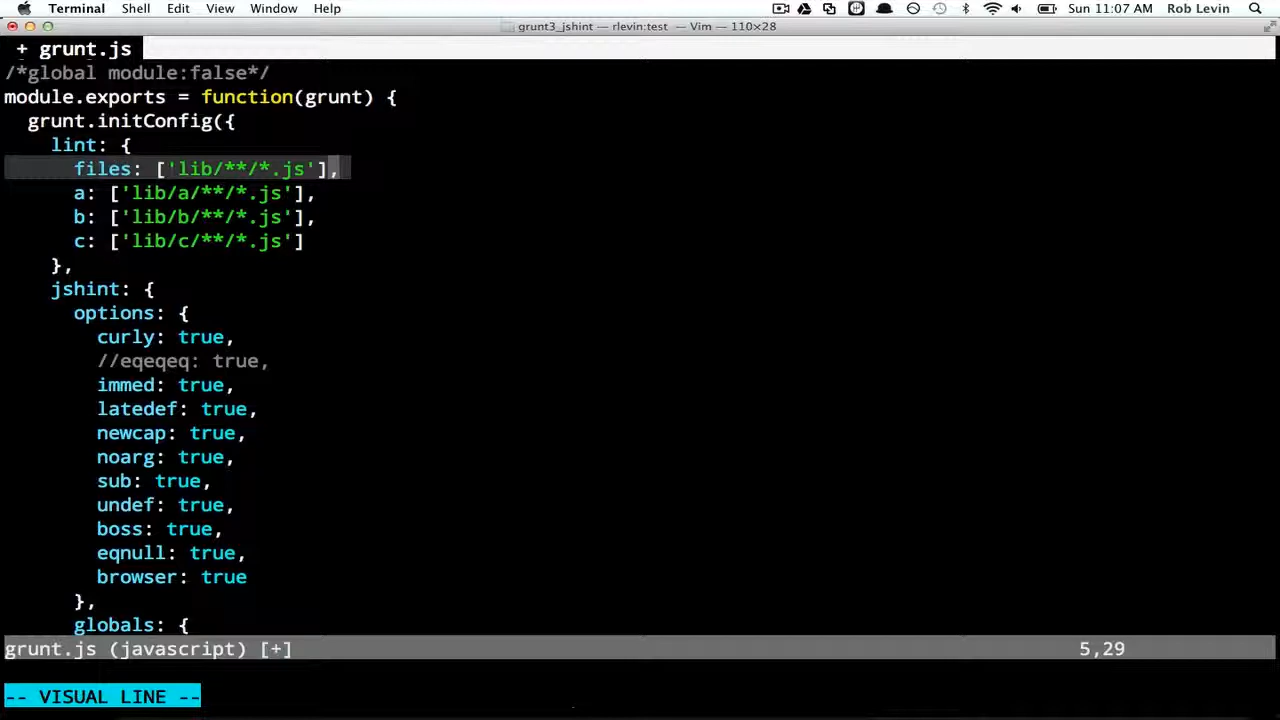 Terminal Shell Edit View Window Help Sun 11:07 AM Rob Levin
grunt3_jshint — rlevin:test — Vim — 110×28
+ grunt.js
/*global module:false*/
module.exports = function(grunt) {
  grunt.initConfig({
    lint: {
      files: ['lib/**/*.js'],
      a: ['lib/a/**/*.js'],
      b: ['lib/b/**/*.js'],
      c: ['lib/c/**/*.js']
    },
    jshint: {
      options: {
        curly: true,
        //eqeqeq: true,
        immed: true,
        latedef: true,
        newcap: true,
        noarg: true,
        sub: true,
        undef: true,
        boss: true,
        eqnull: true,
        browser: true
      },
      globals: {
grunt.js (javascript) [+] 5,29
-- VISUAL LINE --